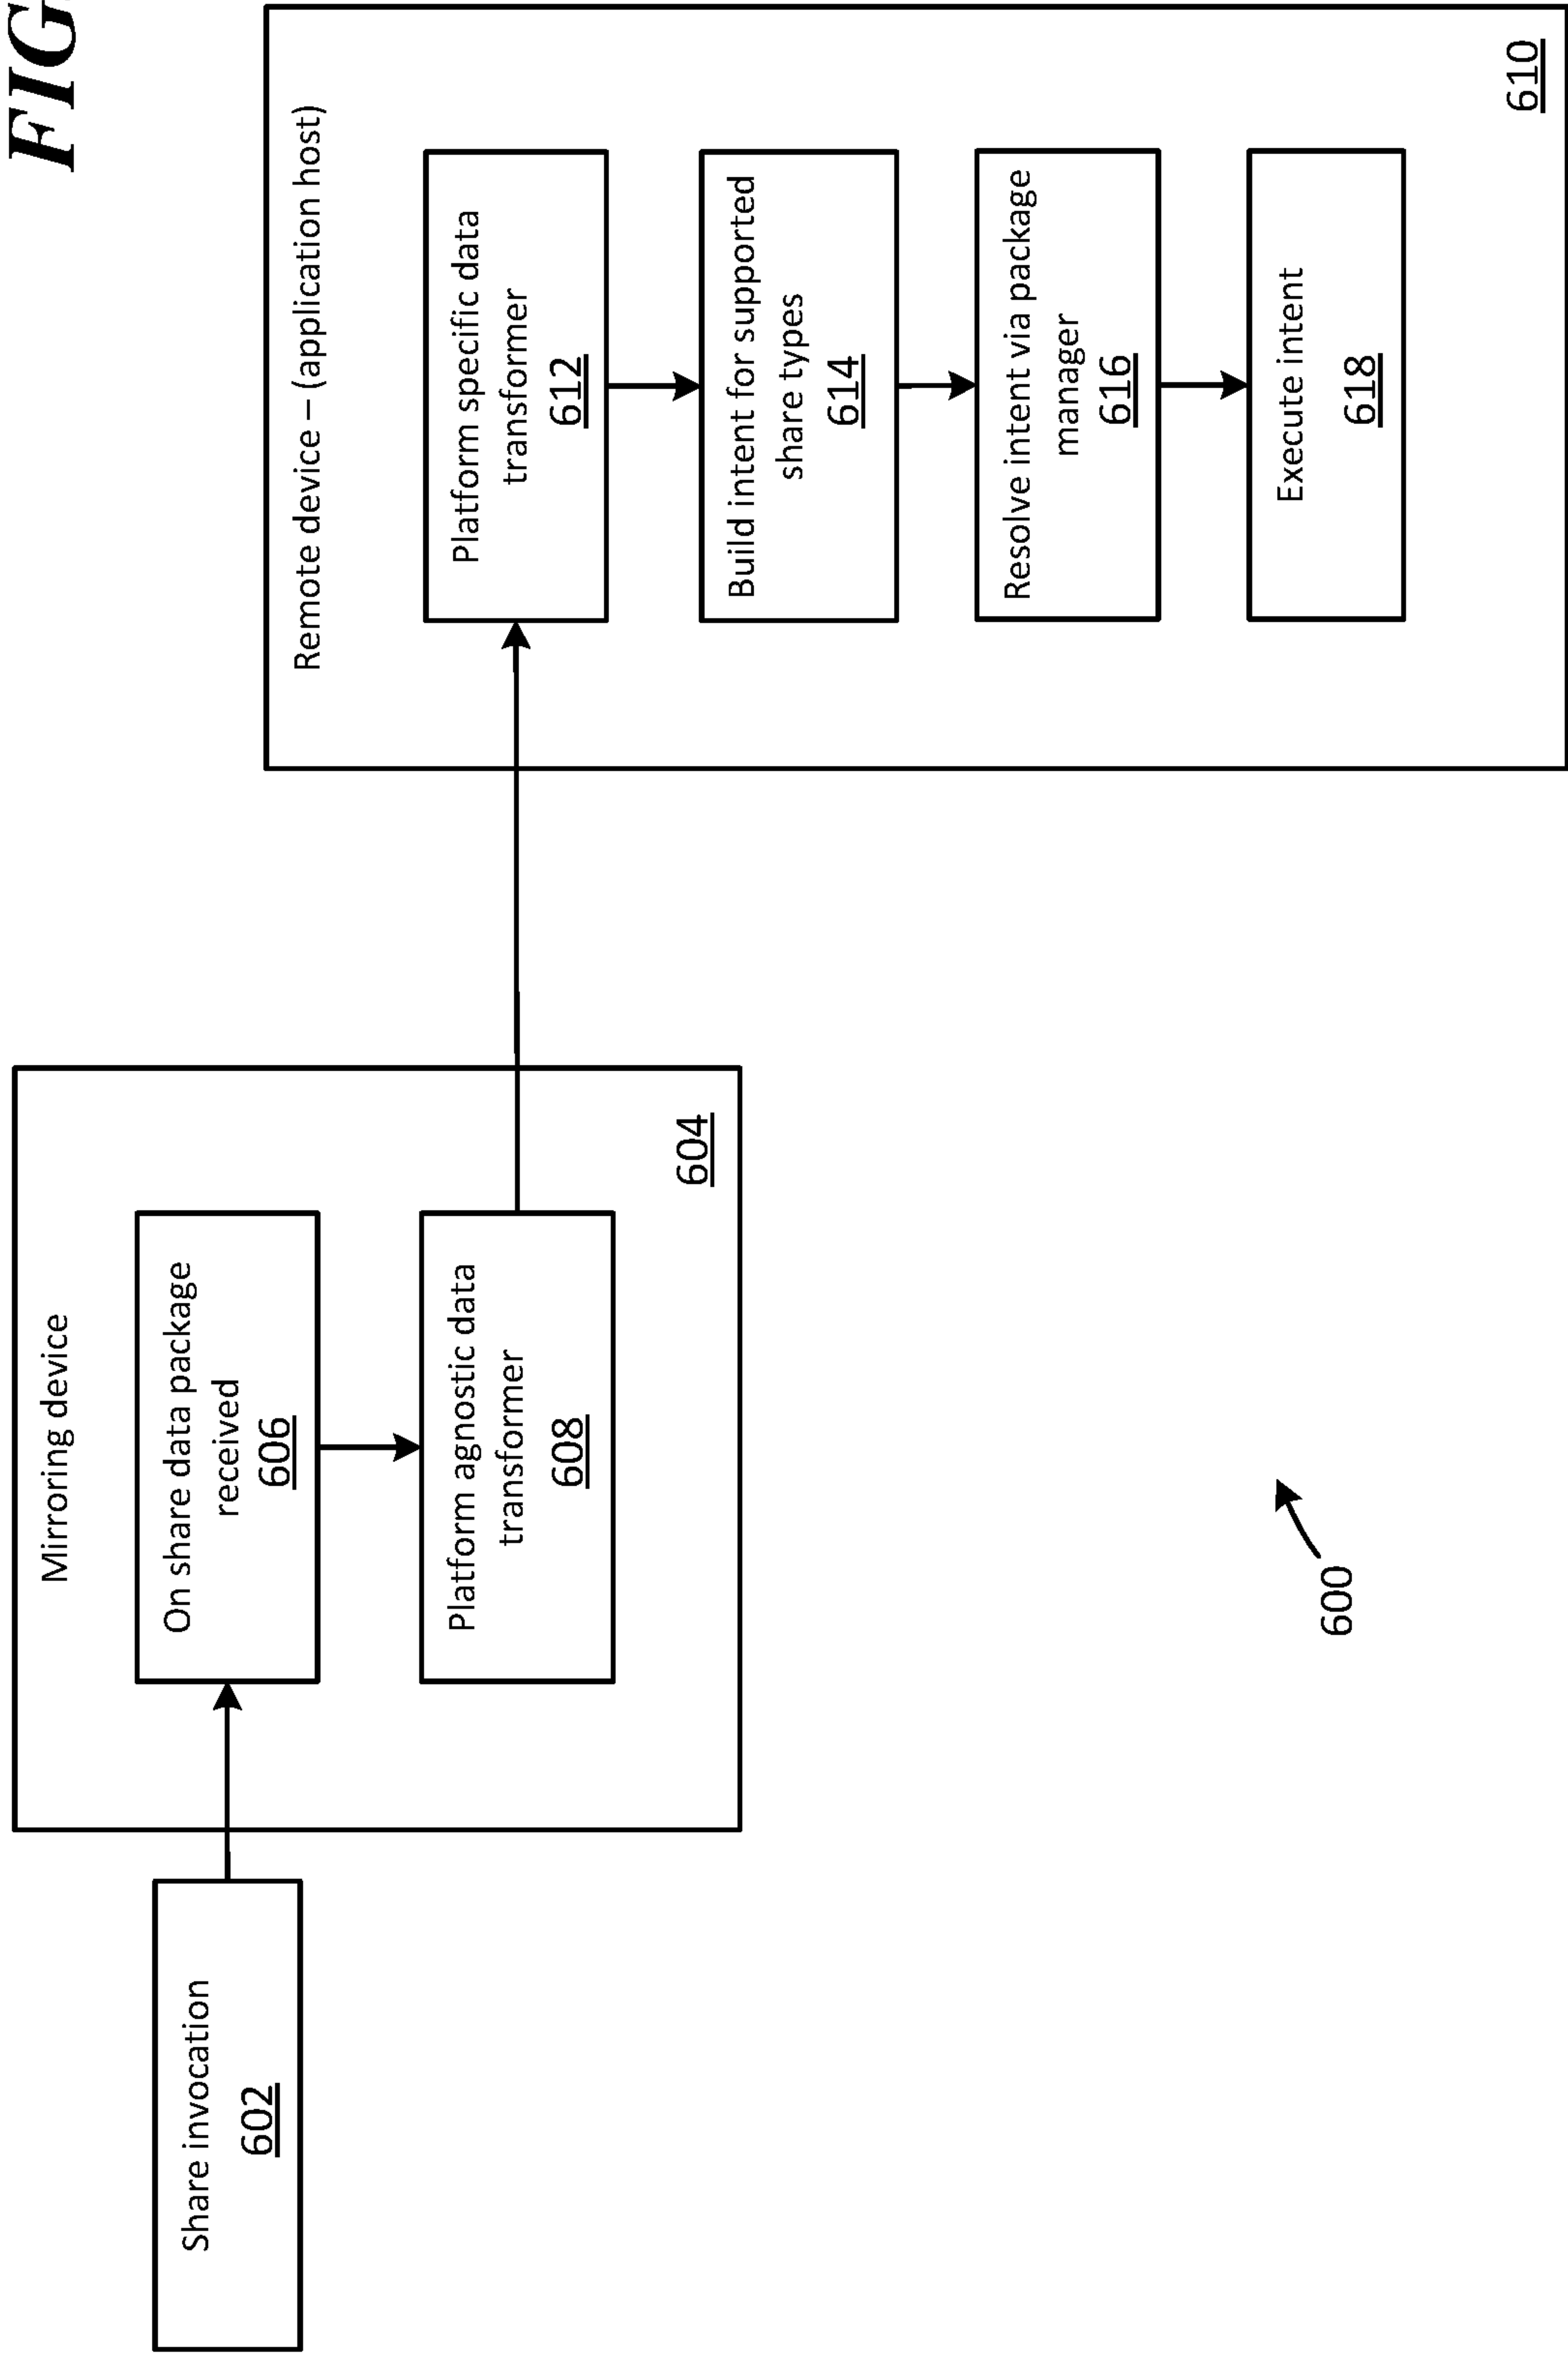 FIG
Share invocation
602
Mirroring device
On share data package
received
606
Platform agnostic data
transformer
608
604
Remote device – (application host)
Platform specific data
transformer
612
Build intent for supported
share types
614
Resolve intent via package
manager
616
Execute intent
618
610
600